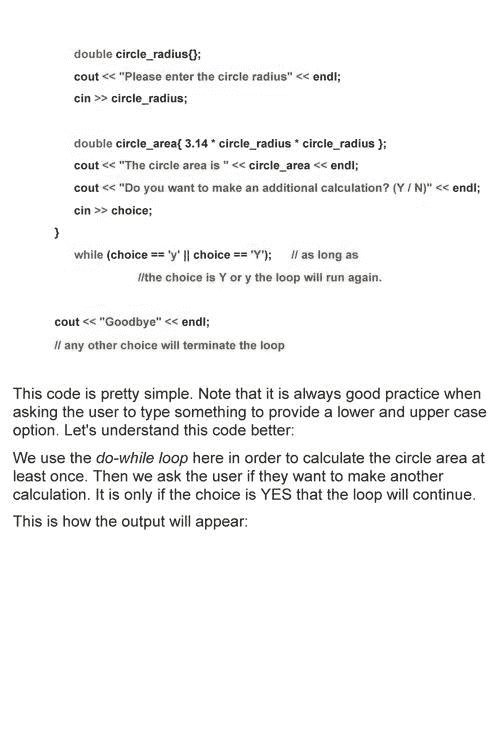 double circle_radius{};
cout << "Please enter the circle radius" << endl;
cin >> circle_radius;
double circle_area{ 3.14 * circle_radius * circle_radius };
cout << "The circle area is " << circle_area << endl;
cout << "Do you want to make an additional calculation? (Y / N)" << endl;
cin >> choice;
}
while (choice == 'y' || choice == 'Y'); // as long as
//the choice is Y or y the loop will run again.
cout << "Goodbye" << endl;
// any other choice will terminate the loop
This code is pretty simple. Note that it is always good practice when
asking the user to type something to provide a lower and upper case
option. Let's understand this code better:
We use the do-while loop here in order to calculate the circle area at
least once. Then we ask the user if they want to make another
calculation. It is only if the choice is YES that the loop will continue.
This is how the output will appear: